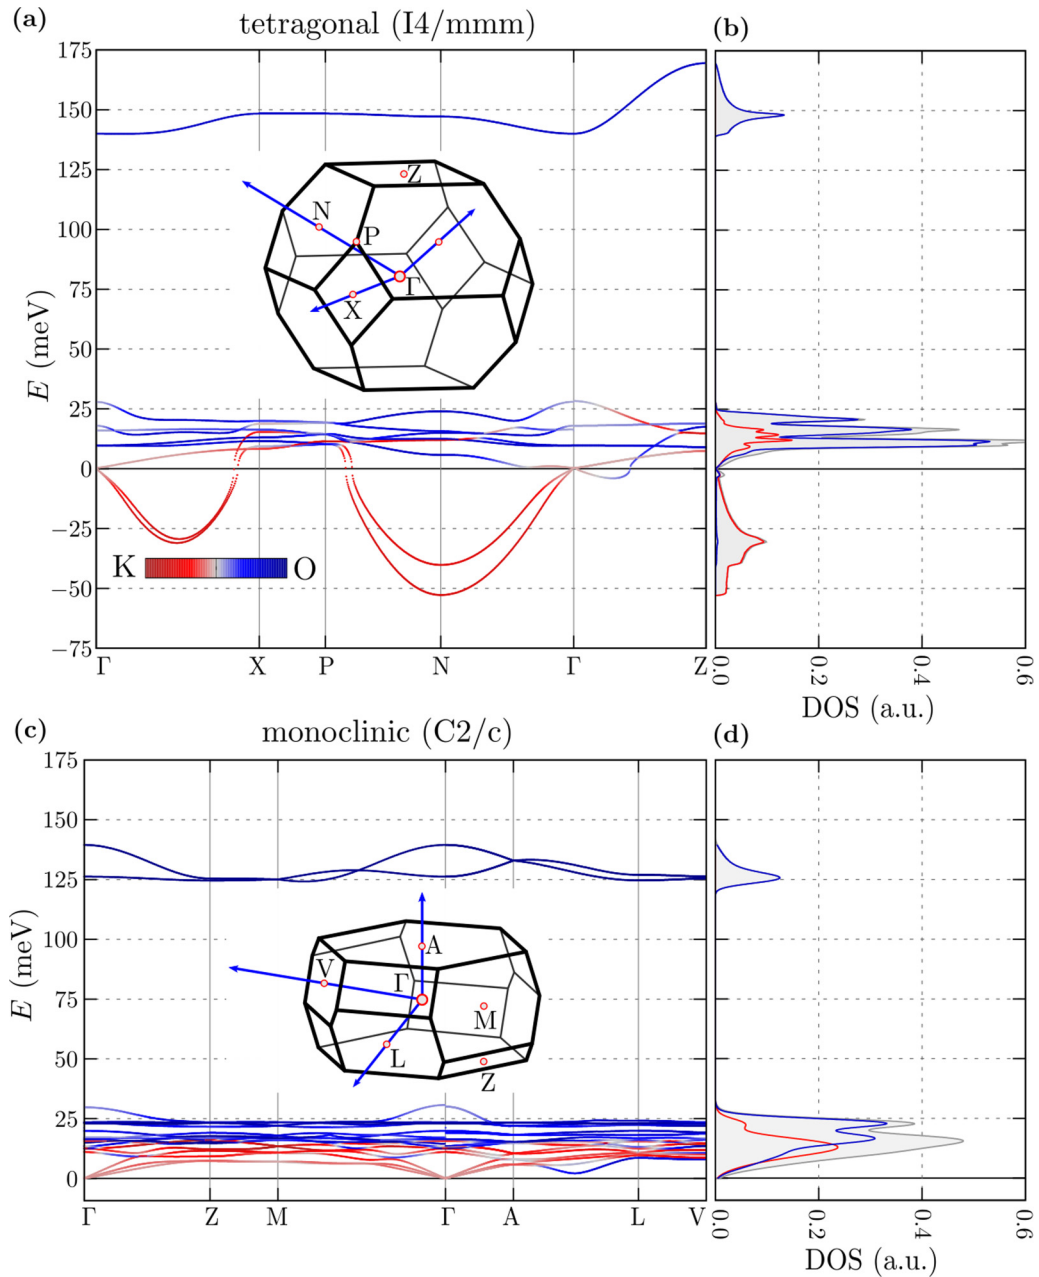 (a) tetragonal (I4/mmm) (b)
175
150
125
100
75
50
25
0
−25
−50
−75
E (meV)
Z
N
P
Γ
X
K O
Γ X P N Γ Z
0.0 0.2 0.4 0.6
DOS (a.u.)
(c) monoclinic (C2/c) (d)
175
150
125
100
75
50
25
0
E (meV)
A
V Γ
M
L
Z
Γ Z M Γ A L V
0.0 0.2 0.4 0.6
DOS (a.u.)